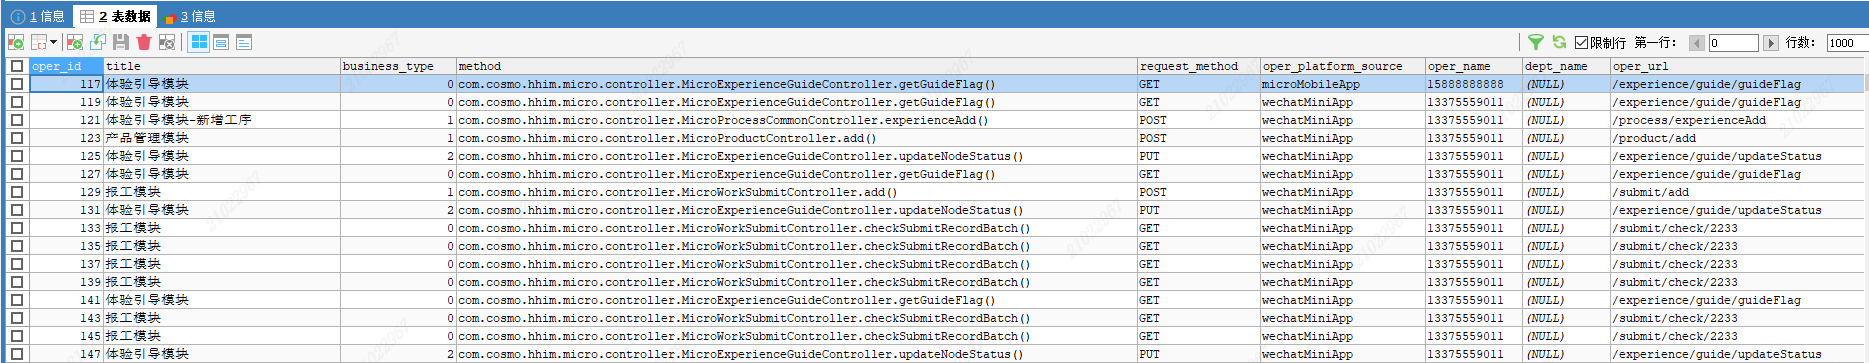 1 信息 2 表数据 3 信息
限制行 第一行: 0 行数: 1000
oper_id title business_type method request_method oper_platform_source oper_name dept_name oper_url
117 体验引导模块 0 com.cosmo.hhim.micro.controller.MicroExperienceGuideController.getGuideFlag() GET microMobileApp 15888888888 (NULL) /experience/guide/guideFlag
119 体验引导模块 0 com.cosmo.hhim.micro.controller.MicroExperienceGuideController.getGuideFlag() GET wechatMiniApp 13375559011 (NULL) /experience/guide/guideFlag
121 体验引导模块-新增工序 1 com.cosmo.hhim.micro.controller.MicroProcessCommonController.experienceAdd() POST wechatMiniApp 13375559011 (NULL) /process/experienceAdd
123 产品管理模块 1 com.cosmo.hhim.micro.controller.MicroProductController.add() POST wechatMiniApp 13375559011 (NULL) /product/add
125 体验引导模块 2 com.cosmo.hhim.micro.controller.MicroExperienceGuideController.updateNodeStatus() PUT wechatMiniApp 13375559011 (NULL) /experience/guide/updateStatus
127 体验引导模块 0 com.cosmo.hhim.micro.controller.MicroExperienceGuideController.getGuideFlag() GET wechatMiniApp 13375559011 (NULL) /experience/guide/guideFlag
129 报工模块 1 com.cosmo.hhim.micro.controller.MicroWorkSubmitController.add() POST wechatMiniApp 13375559011 (NULL) /submit/add
131 体验引导模块 2 com.cosmo.hhim.micro.controller.MicroExperienceGuideController.updateNodeStatus() PUT wechatMiniApp 13375559011 (NULL) /experience/guide/updateStatus
133 报工模块 0 com.cosmo.hhim.micro.controller.MicroWorkSubmitController.checkSubmitRecordBatch() GET wechatMiniApp 13375559011 (NULL) /submit/check/2233
135 报工模块 0 com.cosmo.hhim.micro.controller.MicroWorkSubmitController.checkSubmitRecordBatch() GET wechatMiniApp 13375559011 (NULL) /submit/check/2233
137 报工模块 0 com.cosmo.hhim.micro.controller.MicroWorkSubmitController.checkSubmitRecordBatch() GET wechatMiniApp 13375559011 (NULL) /submit/check/2233
139 报工模块 0 com.cosmo.hhim.micro.controller.MicroWorkSubmitController.checkSubmitRecordBatch() GET wechatMiniApp 13375559011 (NULL) /submit/check/2233
141 体验引导模块 0 com.cosmo.hhim.micro.controller.MicroExperienceGuideController.getGuideFlag() GET wechatMiniApp 13375559011 (NULL) /experience/guide/guideFlag
143 报工模块 0 com.cosmo.hhim.micro.controller.MicroWorkSubmitController.checkSubmitRecordBatch() GET wechatMiniApp 13375559011 (NULL) /submit/check/2233
145 报工模块 0 com.cosmo.hhim.micro.controller.MicroWorkSubmitController.checkSubmitRecordBatch() GET wechatMiniApp 13375559011 (NULL) /submit/check/2233
147 体验引导模块 2 com.cosmo.hhim.micro.controller.MicroExperienceGuideController.updateNodeStatus() PUT wechatMiniApp 13375559011 (NULL) /experience/guide/updateStatus
21022967